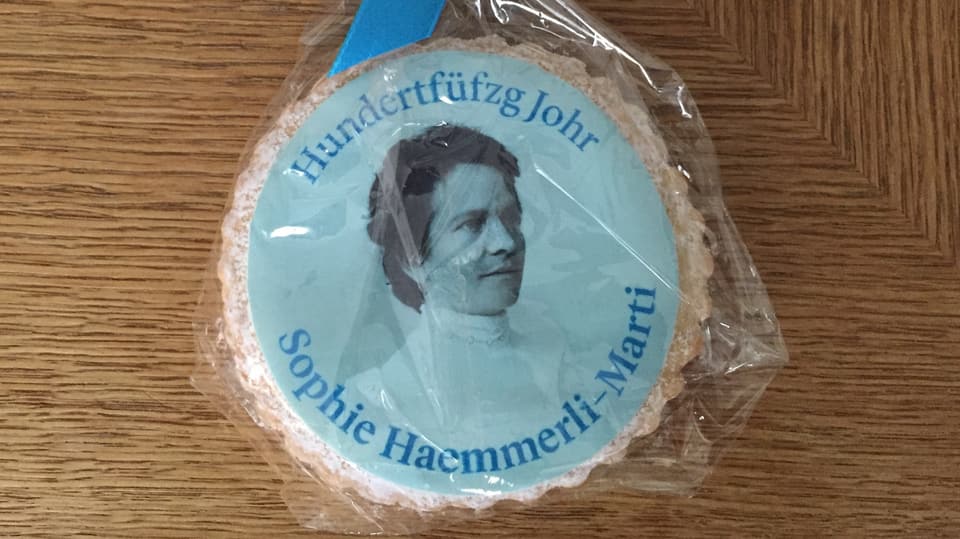 Hundertfüfzg Johr
Sophie Haemmerli-Marti